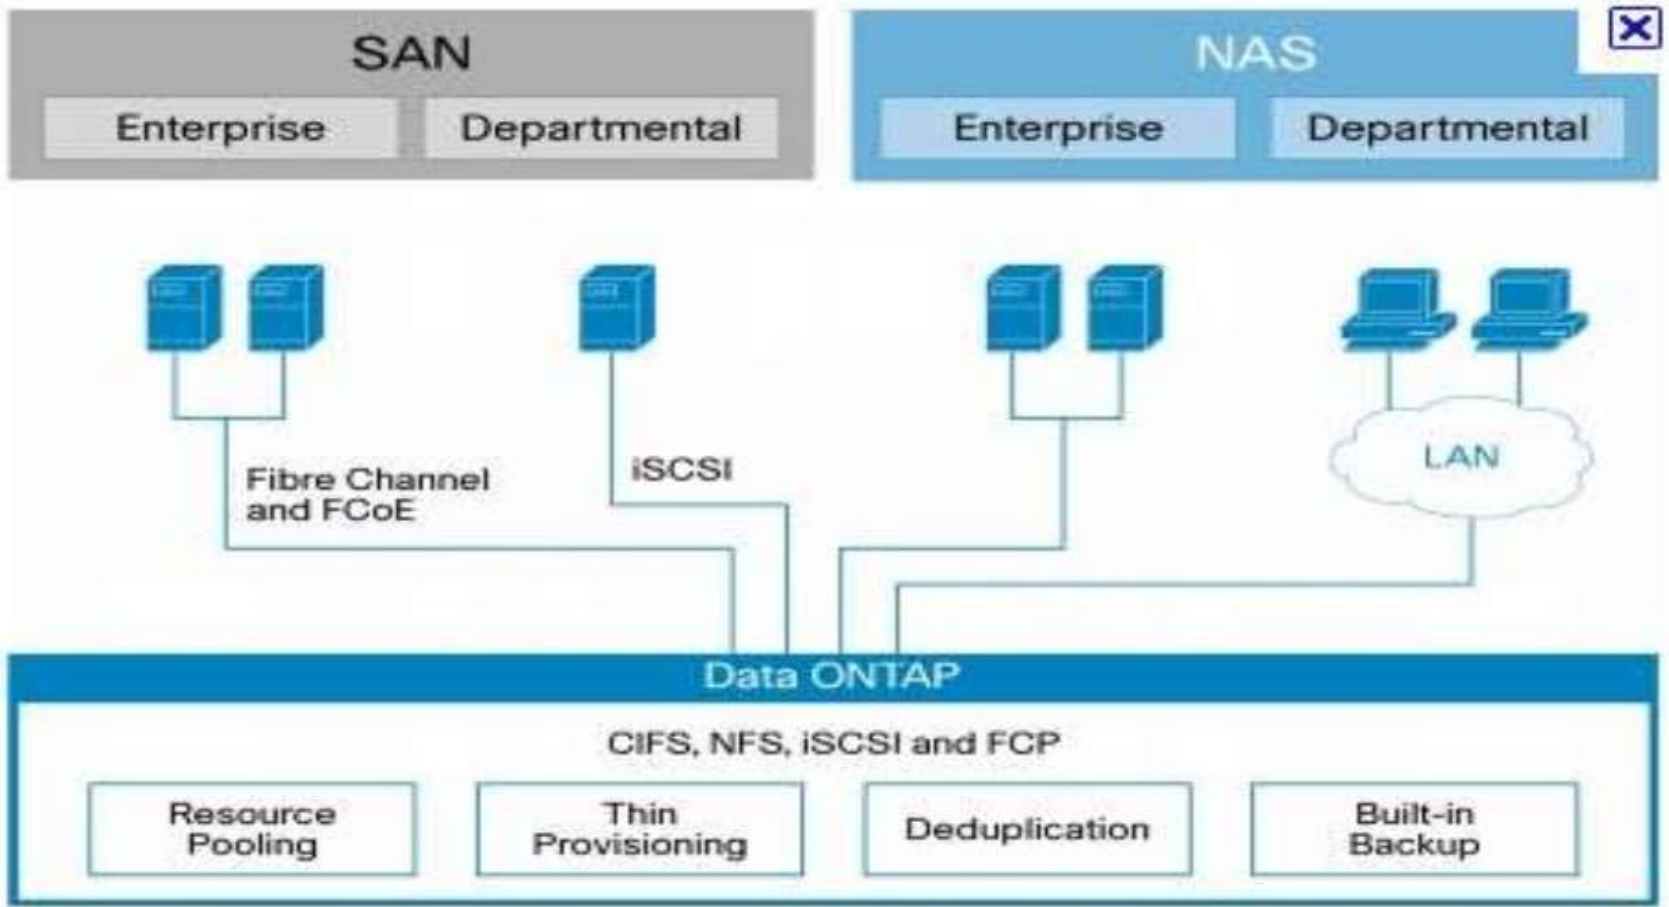 SAN
NAS
Enterprise
Departmental
Enterprise
Departmental
Fibre Channel
and FCoE
iSCSI
LAN
Data ONTAP
CIFS, NFS, iSCSI and FCP
Resource
Pooling
Thin
Provisioning
Deduplication
Built-in
Backup